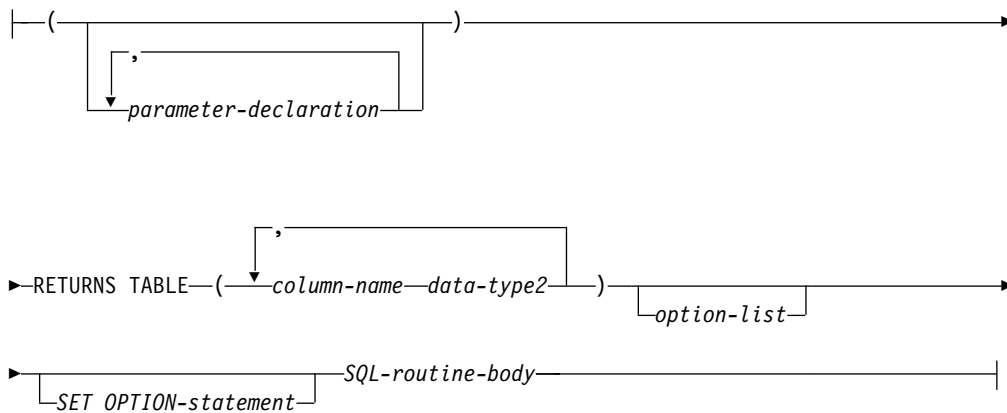 ( )
,
parameter-declaration
,
RETURNS TABLE ( column-name data-type2 )
option-list
SQL-routine-body
SET OPTION-statement